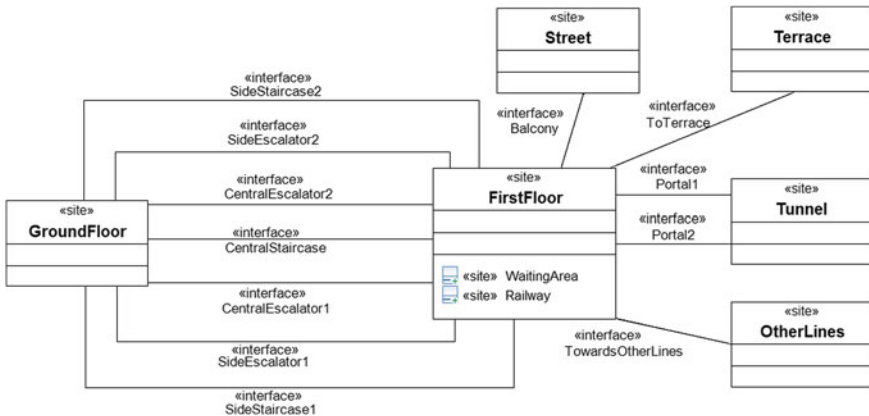 «site»
Street
«site»
Terrace
«interface»
SideStaircase2
«interface»
Balcony
«interface»
ToTerrace
«interface»
SideEscalator2
«interface»
CentralEscalator2
«site»
FirstFloor
«interface»
Portal1
«site»
Tunnel
«site»
GroundFloor
«interface»
CentralStaircase
«interface»
Portal2
«site» WaitingArea
«site» Railway
«interface»
CentralEscalator1
«site»
OtherLines
«interface»
TowardsOtherLines
«interface»
SideEscalator1
«interface»
SideStaircase1